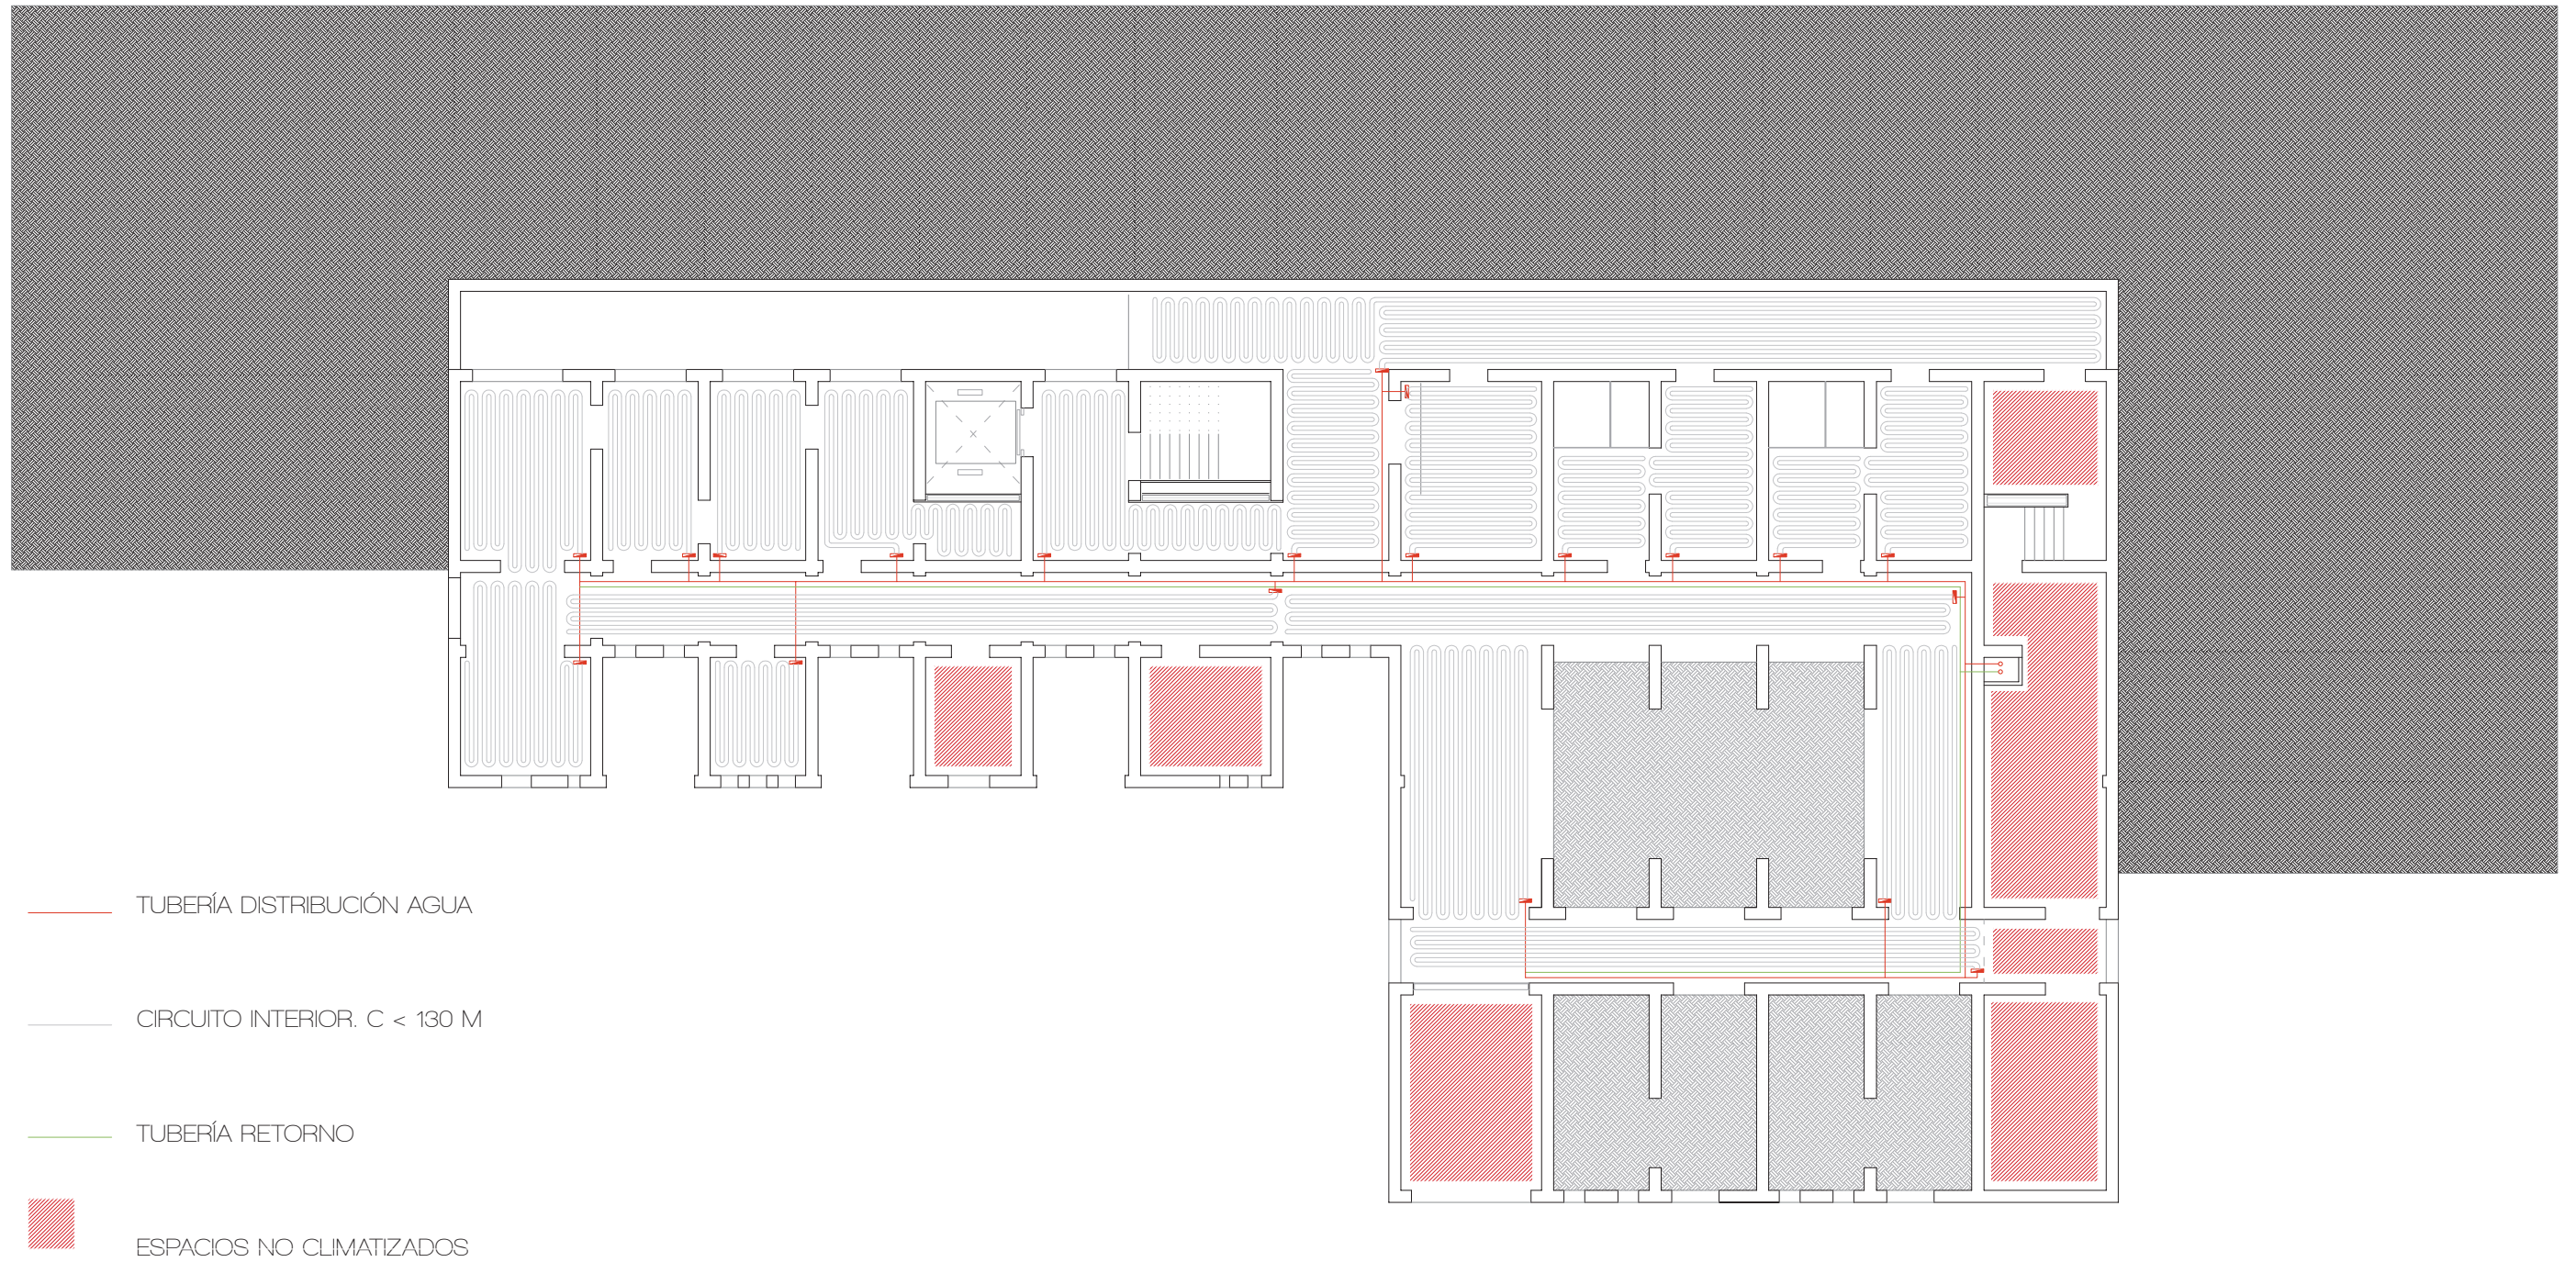 TUBERÍA DISTRIBUCIÓN AGUA
CIRCUITO INTERIOR. C < 130 M
TUBERÍA RETORNO
ESPACIOS NO CLIMATIZADOS